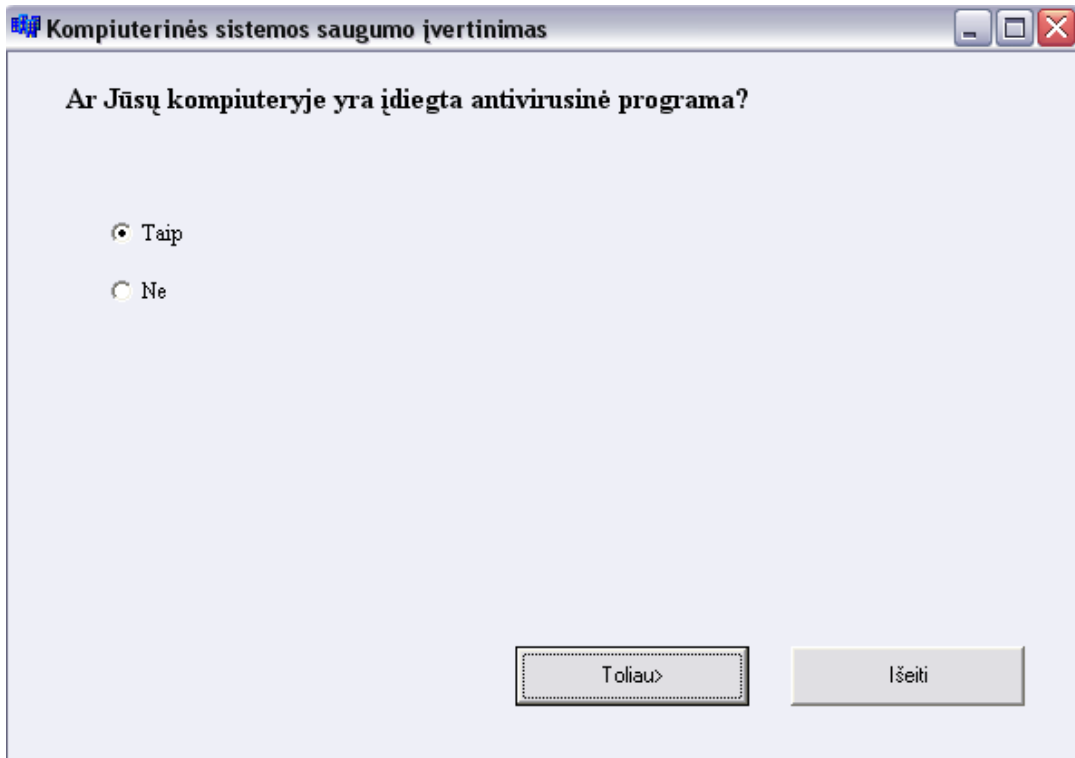 Kompiuterinės sistemos saugumo įvertinimas
Ar Jūsų kompiuteryje yra įdiegta antivirusinė programa?
Taip
Ne
Toliau>
Išeiti